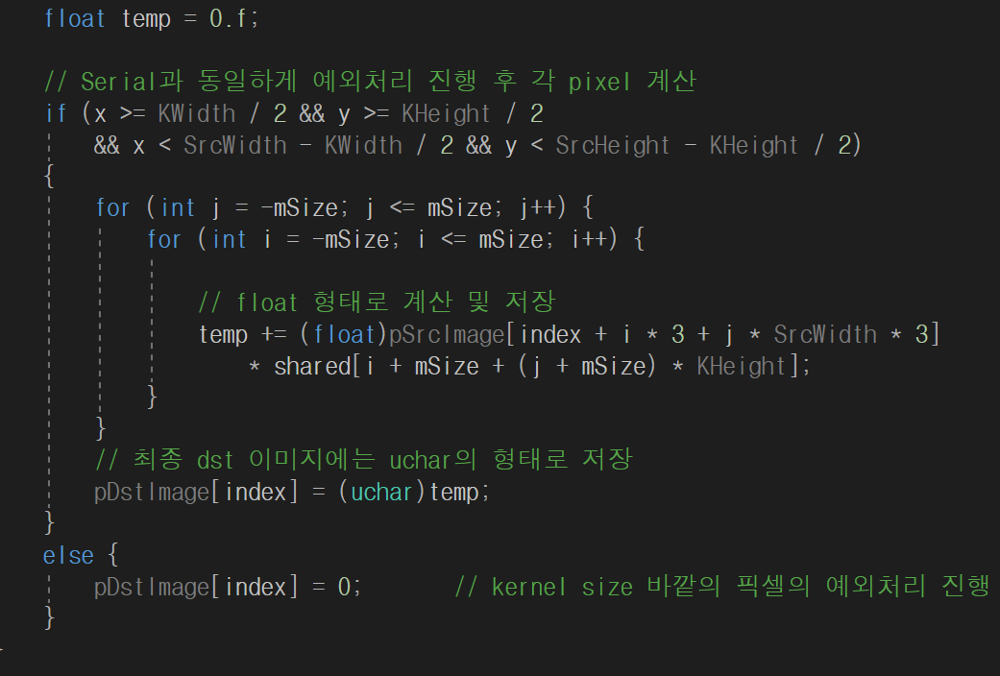 float temp = 0.f;
// Serial과 동일하게 예외처리 진행 후 각 pixel 계산
if (x >= KWidth / 2 && y >= KHeight / 2
&& x < SrcWidth - KWidth / 2 && y < SrcHeight - KHeight / 2)
{
for (int j = -mSize; j <= mSize; j++) {
for (int i = -mSize; i <= mSize; i++) {
// float 형태로 계산 및 저장
temp += (float)pSrcImage[index + i * 3 + j * SrcWidth * 3]
* shared[i + mSize + (j + mSize) * KHeight];
}
}
// 최종 dst 이미지에는 uchar의 형태로 저장
pDstImage[index] = (uchar)temp;
}
else {
pDstImage[index] = 0; // kernel size 바깥의 픽셀의 예외처리 진행
}